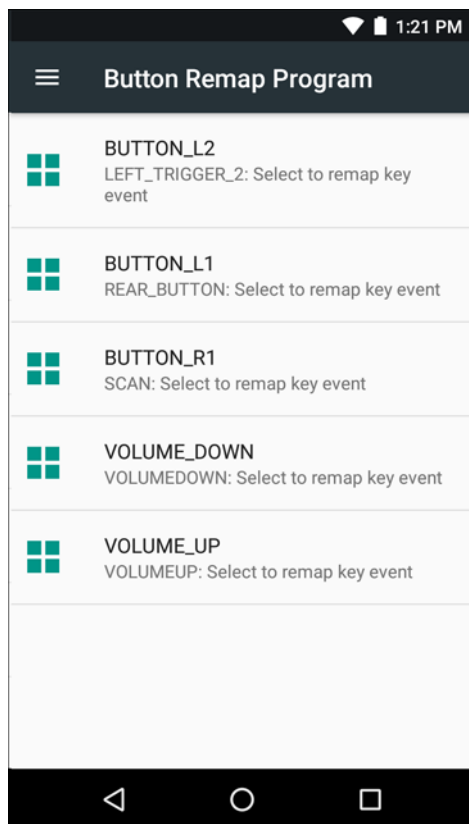 1:21 PM
Button Remap Program
BUTTON_L2
LEFT_TRIGGER_2: Select to remap key
event
BUTTON_L1
REAR_BUTTON: Select to remap key event
BUTTON_R1
SCAN: Select to remap key event
VOLUME_DOWN
VOLUMEDOWN: Select to remap key event
VOLUME_UP
VOLUMEUP: Select to remap key event